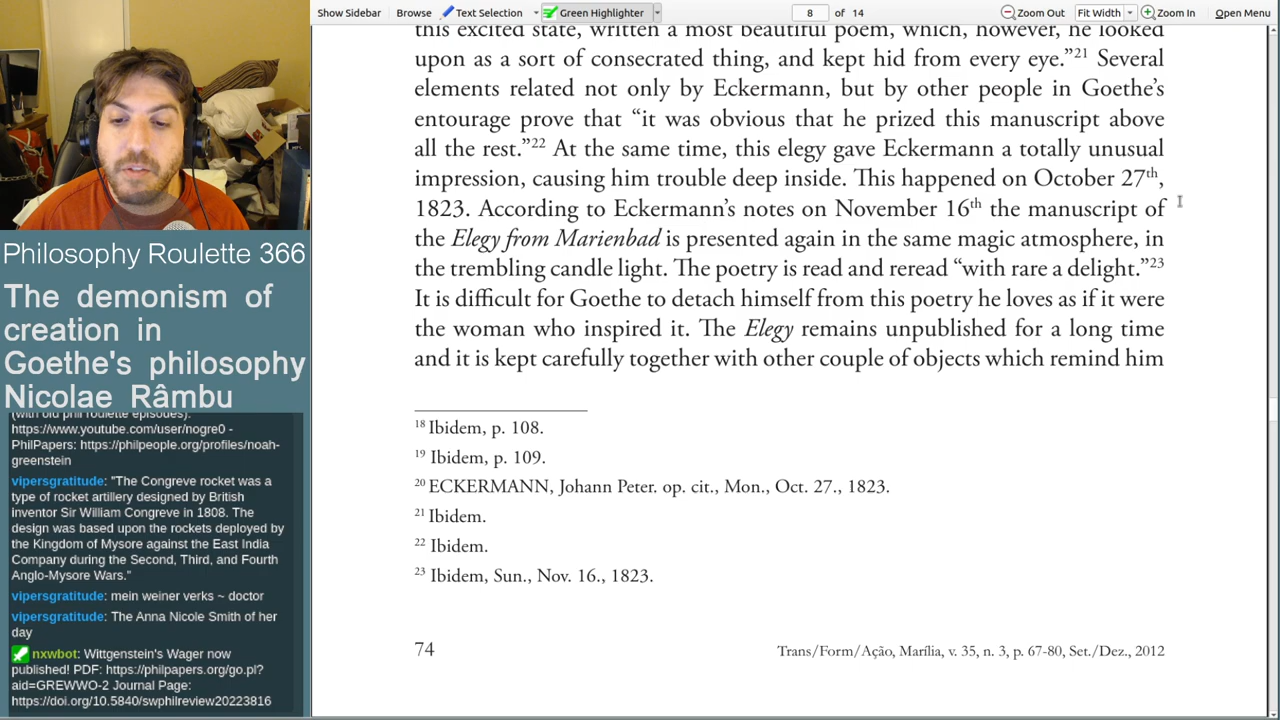 Show Sidebar Browse Text Selection Green Highlighter 8 of 14 Zoom Out Fit Width Zoom In Open Menu
this excited state, written a most beautiful poem, which, however, he looked
upon as a sort of consecrated thing, and kept hid from every eye.”21 Several
elements related not only by Eckermann, but by other people in Goethe’s
entourage prove that “it was obvious that he prized this manuscript above
all the rest.”22 At the same time, this elegy gave Eckermann a totally unusual
impression, causing him trouble deep inside. This happened on October 27th,
1823. According to Eckermann’s notes on November 16th the manuscript of
the Elegy from Marienbad is presented again in the same magic atmosphere, in
the trembling candle light. The poetry is read and reread “with rare a delight.”23
It is difficult for Goethe to detach himself from this poetry he loves as if it were
the woman who inspired it. The Elegy remains unpublished for a long time
and it is kept carefully together with other couple of objects which remind him
18 Ibidem, p. 108.
19 Ibidem, p. 109.
20 ECKERMANN, Johann Peter. op. cit., Mon., Oct. 27., 1823.
21 Ibidem.
22 Ibidem.
23 Ibidem, Sun., Nov. 16., 1823.
74
Trans/Form/Ação, Marília, v. 35, n. 3, p. 67-80, Set./Dez., 2012
Philosophy Roulette 366
The demonism of
creation in
Goethe's philosophy
Nicolae Râmbu
(with old phil roulette episodes):
https://www.youtube.com/user/nogre0 -
PhilPapers: https://philpeople.org/profiles/noah-
greenstein
vipersgratitude: "The Congreve rocket was a
type of rocket artillery designed by British
inventor Sir William Congreve in 1808. The
design was based upon the rockets deployed by
the Kingdom of Mysore against the East India
Company during the Second, Third, and Fourth
Anglo-Mysore Wars."
vipersgratitude: mein weiner verks ~ doctor
vipersgratitude: The Anna Nicole Smith of her
day
nxwbot: Wittgenstein's Wager now
published! PDF: https://philpapers.org/go.pl?
aid=GREWWO-2 Journal Page:
https://doi.org/10.5840/swphilreview20223816